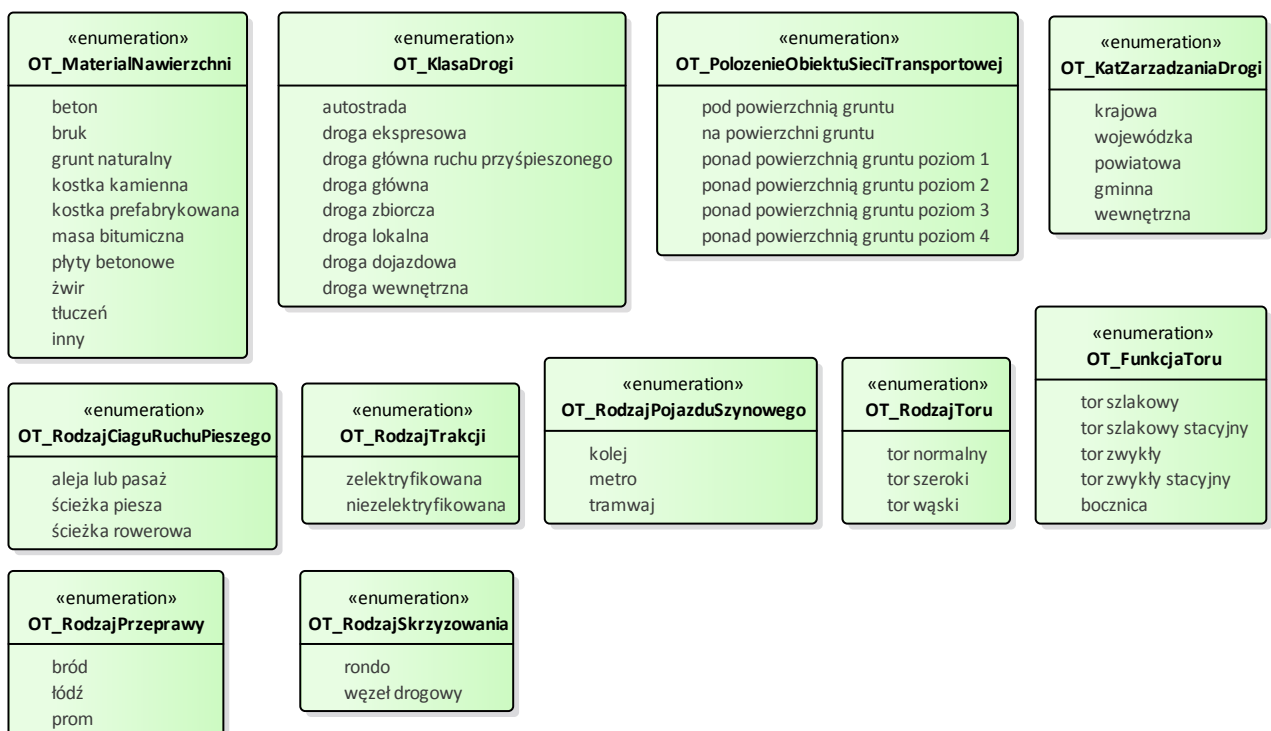 «enumeration»
OT_MaterialNawierzchni
beton
bruk
grunt naturalny
kostka kamienna
kostka prefabrykowana
masa bitumiczna
płyty betonowe
żwir
tłuczeń
inny
«enumeration»
OT_KlasaDrogi
autostrada
droga ekspresowa
droga główna ruchu przyśpieszonego
droga główna
droga zbiorcza
droga lokalna
droga dojazdowa
droga wewnętrzna
«enumeration»
OT_PolozenieObiektuSieciTransportowej
pod powierzchnią gruntu
na powierzchni gruntu
ponad powierzchnią gruntu poziom 1
ponad powierzchnią gruntu poziom 2
ponad powierzchnią gruntu poziom 3
ponad powierzchnią gruntu poziom 4
«enumeration»
OT_KatZarzadzaniaDrogi
krajowa
wojewódzka
powiatowa
gminna
wewnętrzna
«enumeration»
OT_RodzajCiaguRuchuPieszego
aleja lub pasaż
ścieżka piesza
ścieżka rowerowa
«enumeration»
OT_RodzajTrakcji
zelektryfikowana
niezelektryfikowana
«enumeration»
OT_RodzajPojazduSzynowego
kolej
metro
tramwaj
«enumeration»
OT_RodzajToru
tor normalny
tor szeroki
tor wąski
«enumeration»
OT_FunkcjaToru
tor szlakowy
tor szlakowy stacyjny
tor zwykły
tor zwykły stacyjny
bocznica
«enumeration»
OT_RodzajPrzeprawy
bród
łódź
prom
«enumeration»
OT_RodzajSkrzyzowania
rondo
węzeł drogowy